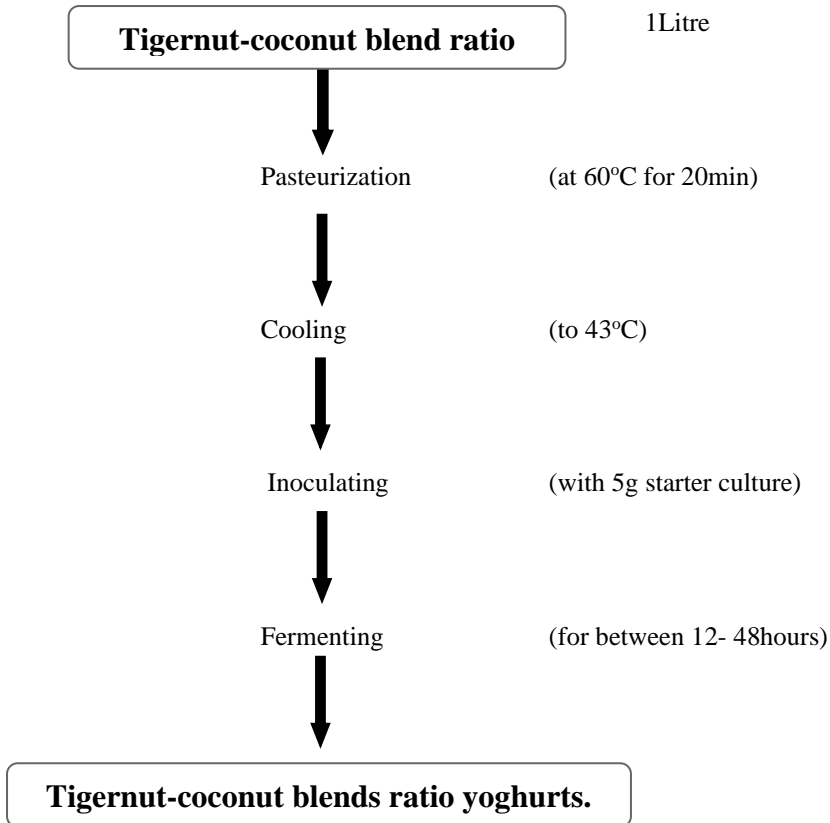 Tigernut-coconut blend ratio 1Litre
Pasteurization (at 60°C for 20min)
Cooling (to 43°C)
Inoculating (with 5g starter culture)
Fermenting (for between 12- 48hours)
Tigernut-coconut blends ratio yoghurts.